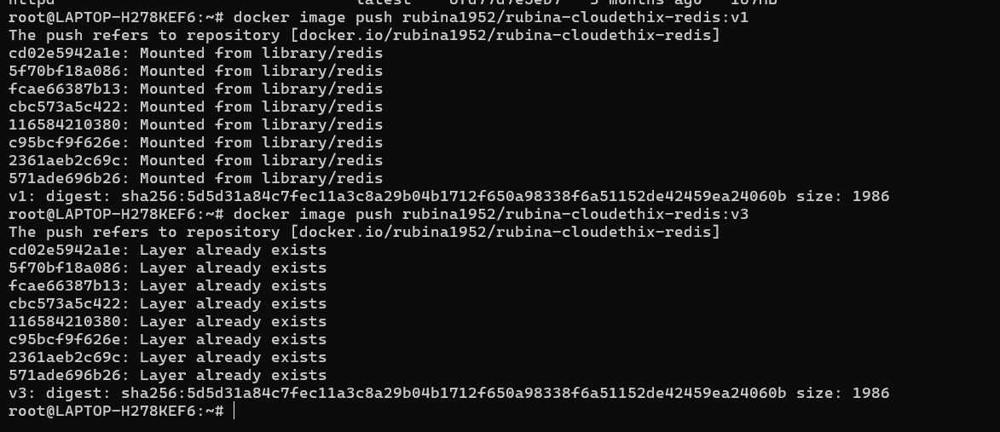 httpd latest 6fd77d7e5eb7 5 months ago 167MB
root@LAPTOP-H278KEF6:~# docker image push rubina1952/rubina-cloudethix-redis:v1
The push refers to repository [docker.io/rubina1952/rubina-cloudethix-redis]
cd02e5942a1e: Mounted from library/redis
5f70bf18a086: Mounted from library/redis
fcae66387b13: Mounted from library/redis
cbc573a5c422: Mounted from library/redis
116584210380: Mounted from library/redis
c95bcf9f626e: Mounted from library/redis
2361aeb2c69c: Mounted from library/redis
571ade696b26: Mounted from library/redis
v1: digest: sha256:5d5d31a84c7fec11a3c8a29b04b1712f650a98338f6a51152de42459ea24060b size: 1986
root@LAPTOP-H278KEF6:~# docker image push rubina1952/rubina-cloudethix-redis:v3
The push refers to repository [docker.io/rubina1952/rubina-cloudethix-redis]
cd02e5942a1e: Layer already exists
5f70bf18a086: Layer already exists
fcae66387b13: Layer already exists
cbc573a5c422: Layer already exists
116584210380: Layer already exists
c95bcf9f626e: Layer already exists
2361aeb2c69c: Layer already exists
571ade696b26: Layer already exists
v3: digest: sha256:5d5d31a84c7fec11a3c8a29b04b1712f650a98338f6a51152de42459ea24060b size: 1986
root@LAPTOP-H278KEF6:~#